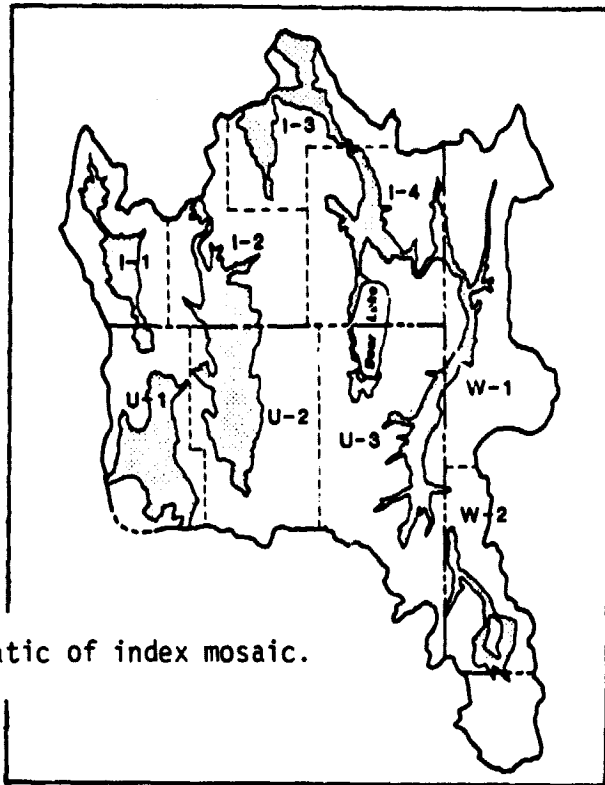 I-3
I-4
I-2
I-1
Bear Lake
U-1
U-2
U-3
W-1
W-2
atic of index mosaic.